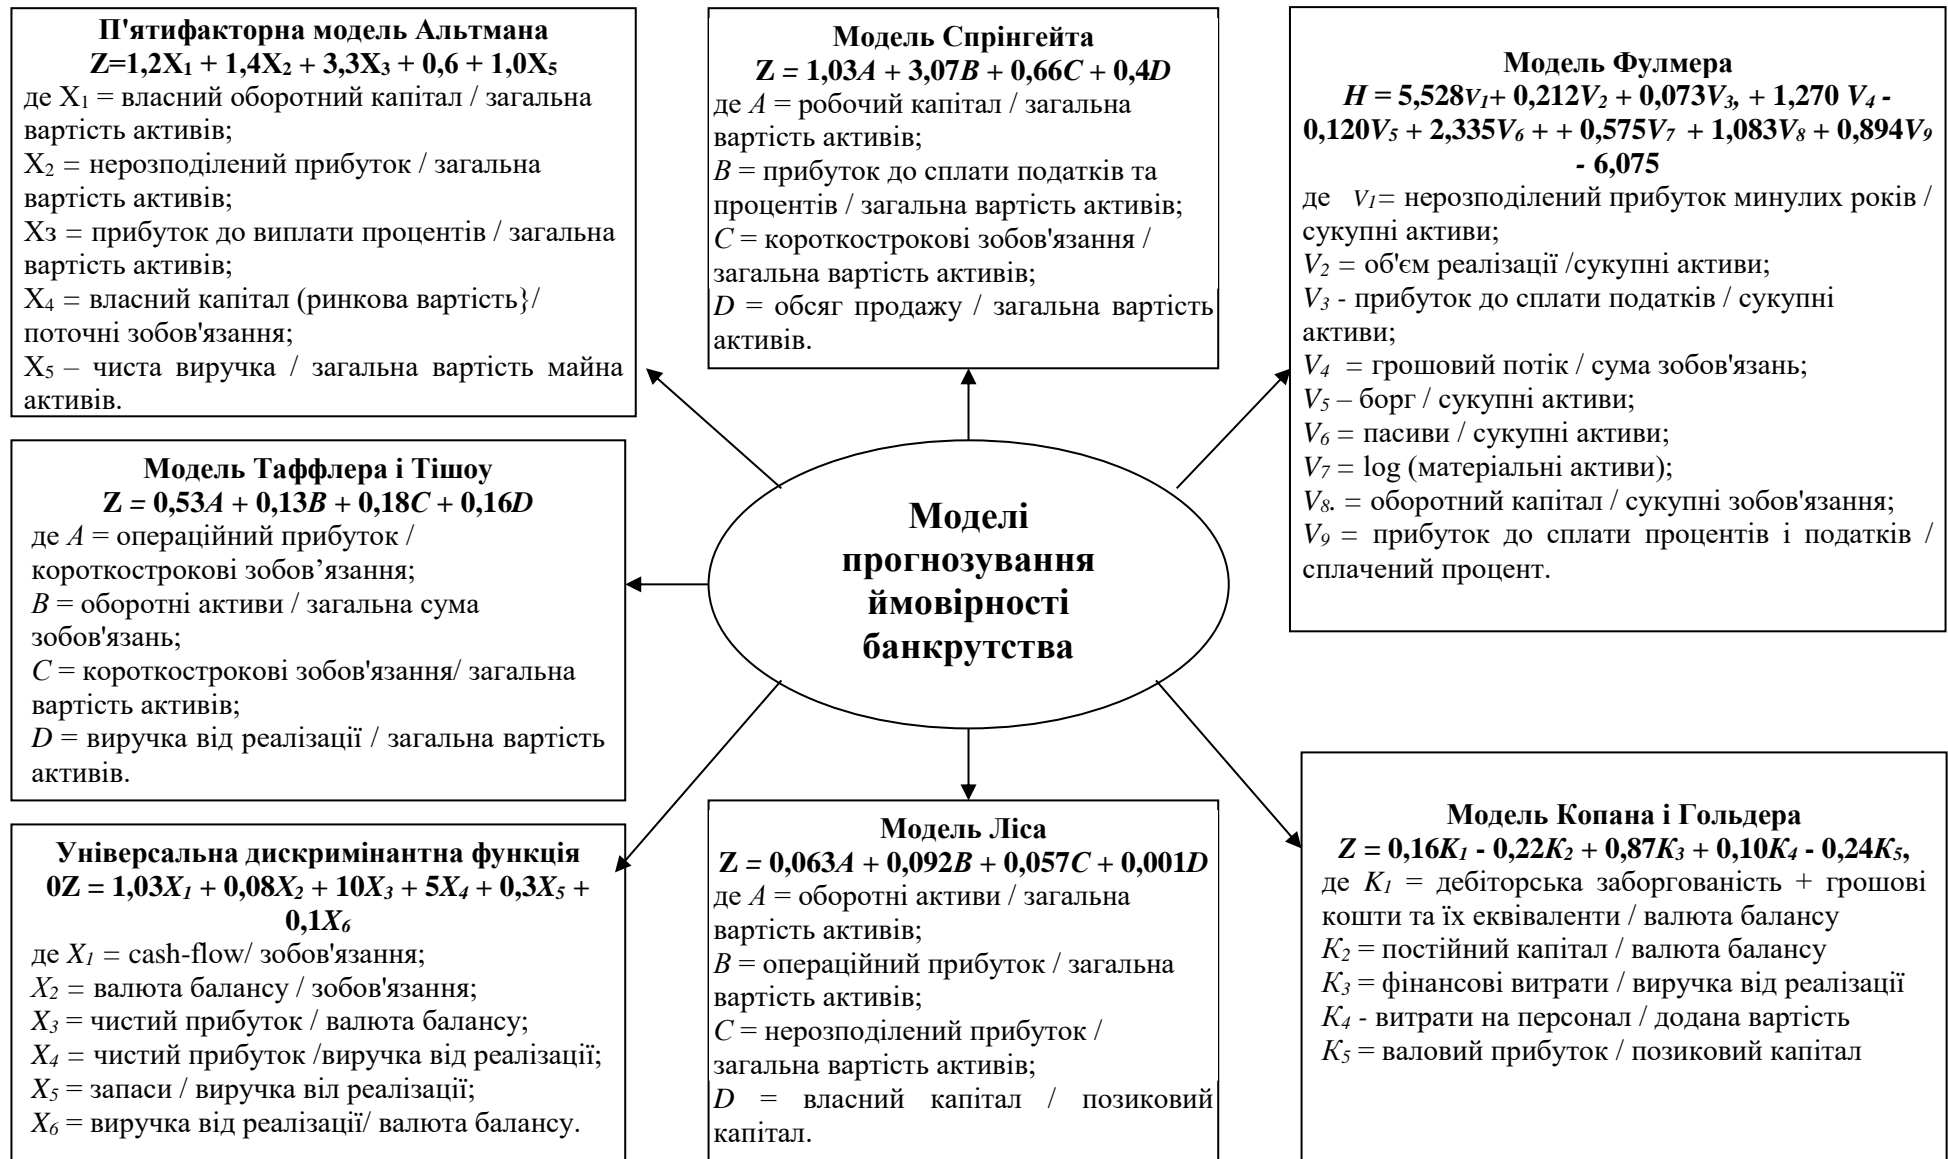 П'ятифакторна модель Альтмана
Z=1,2X₁ + 1,4X₂ + 3,3X₃ + 0,6 + 1,0X₅
де X₁ = власний оборотний капітал / загальна
вартість активів;
X₂ = нерозподілений прибуток / загальна
вартість активів;
Хз = прибуток до виплати процентів / загальна
вартість активів;
X₄ = власний капітал (ринкова вартість}/
поточні зобов'язання;
X₅ – чиста виручка / загальна вартість майна
активів.
Модель Спрінгейта
Z = 1,03A + 3,07B + 0,66C + 0,4D
де A = робочий капітал / загальна
вартість активів;
B = прибуток до сплати податків та
процентів / загальна вартість активів;
C = короткострокові зобов'язання /
загальна вартість активів;
D = обсяг продажу / загальна вартість
активів.
Модель Фулмера
H = 5,528V₁+ 0,212V₂ + 0,073V₃, + 1,270 V₄ -
0,120V₅ + 2,335V₆ + + 0,575V₇ + 1,083V₈ + 0,894V₉
- 6,075
де V₁= нерозподілений прибуток минулих років /
сукупні активи;
V₂ = об'єм реалізації /сукупні активи;
V₃ - прибуток до сплати податків / сукупні
активи;
V₄ = грошовий потік / сума зобов'язань;
V₅ – борг / сукупні активи;
V₆ = пасиви / сукупні активи;
V₇ = log (матеріальні активи);
V₈. = оборотний капітал / сукупні зобов'язання;
V₉ = прибуток до сплати процентів і податків /
сплачений процент.
Модель Таффлера і Тішоу
Z = 0,53A + 0,13B + 0,18C + 0,16D
де A = операційний прибуток /
короткострокові зобов’язання;
B = оборотні активи / загальна сума
зобов'язань;
C = короткострокові зобов'язання/ загальна
вартість активів;
D = виручка від реалізації / загальна вартість
активів.
Моделі
прогнозування
ймовірності
банкрутства
Універсальна дискримінантна функція
0Z = 1,03X₁ + 0,08X₂ + 10X₃ + 5X₄ + 0,3X₅ +
0,1X₆
де X₁ = cash-flow/ зобов'язання;
X₂ = валюта балансу / зобов'язання;
X₃ = чистий прибуток / валюта балансу;
X₄ = чистий прибуток /виручка від реалізації;
X₅ = запаси / виручка віл реалізації;
X₆ = виручка від реалізації/ валюта балансу.
Модель Ліса
Z = 0,063A + 0,092B + 0,057C + 0,001D
де A = оборотні активи / загальна
вартість активів;
B = операційний прибуток / загальна
вартість активів;
C = нерозподілений прибуток /
загальна вартість активів;
D = власний капітал / позиковий
капітал.
Модель Копана і Гольдера
Z = 0,16K₁ - 0,22K₂ + 0,87K₃ + 0,10K₄ - 0,24K₅,
де K₁ = дебіторська заборгованість + грошові
кошти та їх еквіваленти / валюта балансу
K₂ = постійний капітал / валюта балансу
K₃ = фінансові витрати / виручка від реалізації
K₄ - витрати на персонал / додана вартість
K₅ = валовий прибуток / позиковий капітал